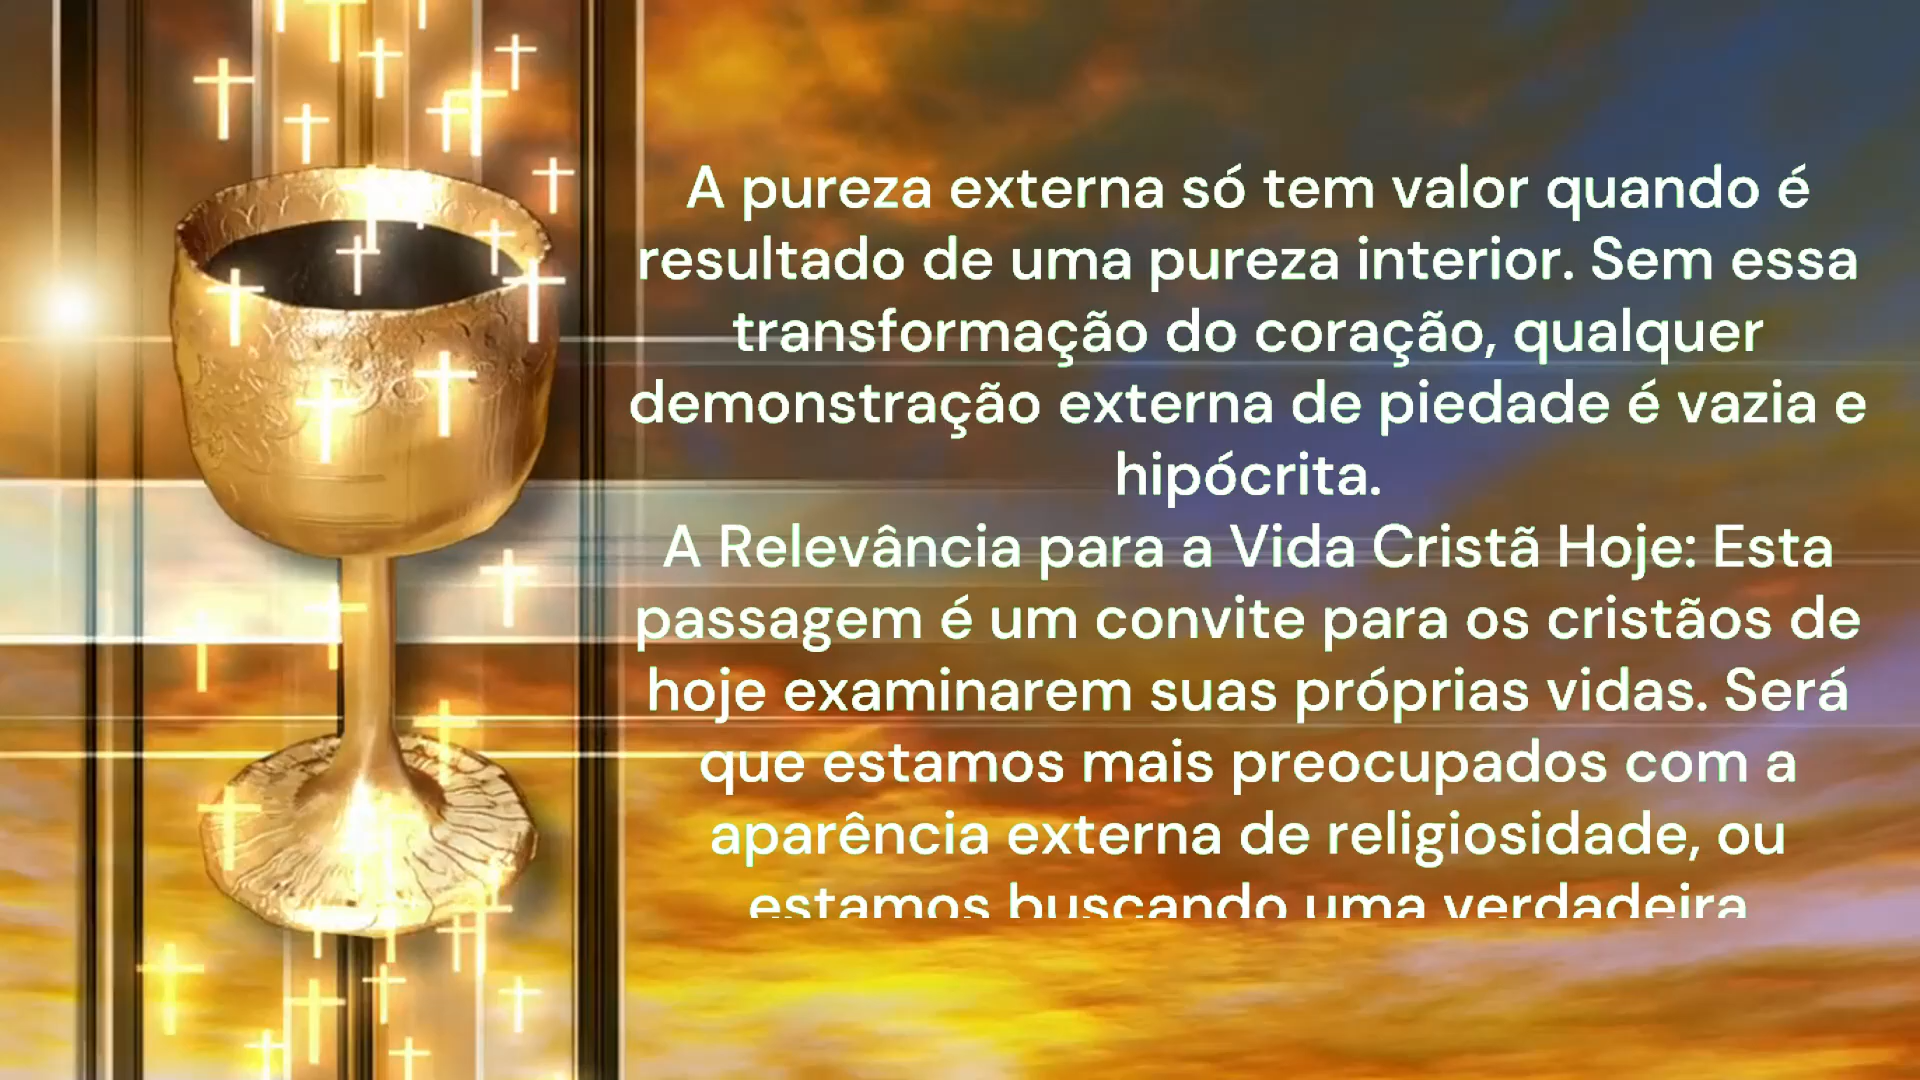 A pureza externa só tem valor quando é
resultado de uma pureza interior. Sem essa
transformação do coração, qualquer
demonstração externa de piedade é vazia e
hipócrita.
A Relevância para a Vida Cristã Hoje: Esta
passagem é um convite para os cristãos de
hoje examinarem suas próprias vidas. Será
que estamos mais preocupados com a
aparência externa de religiosidade, ou
estamos buscando uma verdadeira